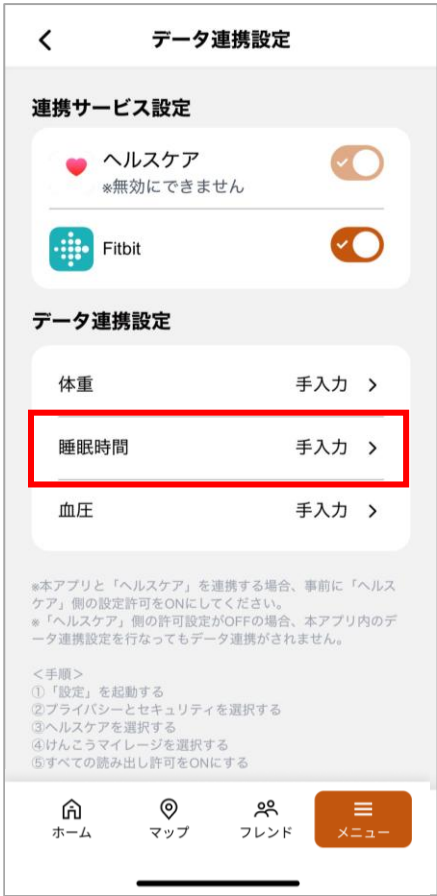 データ連携設定
連携サービス設定
ヘルスケア
※無効にできません
Fitbit
データ連携設定
体重 手入力
睡眠時間 手入力
血圧 手入力
※本アプリと「ヘルスケア」を連携する場合、事前に「ヘルス
ケア」側の設定許可をONにしてください。
※「ヘルスケア」側の許可設定がOFFの場合、本アプリ内のデ
ータ連携設定を行なってもデータ連携がされません。
＜手順＞
①「設定」を起動する
②プライバシーとセキュリティを選択する
③ヘルスケアを選択する
④けんこうマイレージを選択する
⑤すべての読み出し許可をONにする
ホーム マップ フレンド メニュー